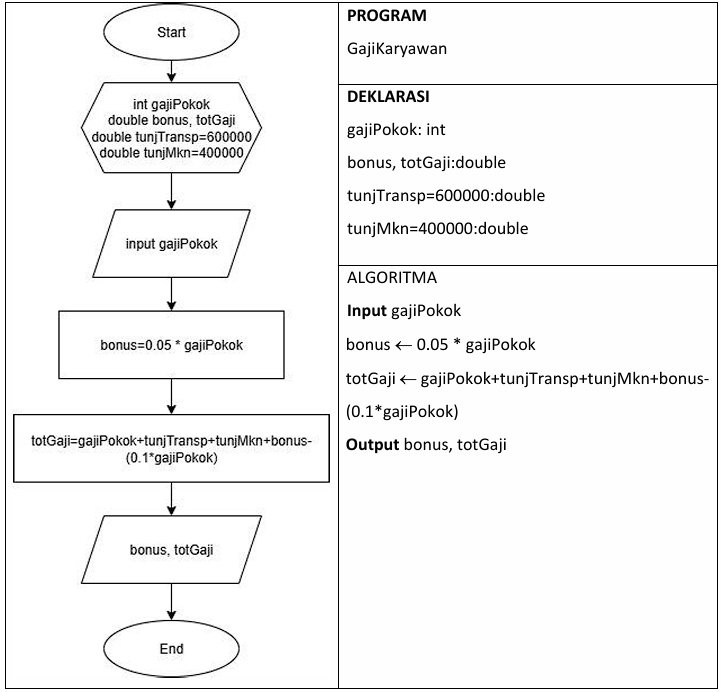 Start
int gajiPokok
double bonus, totGaji
double tunjTransp=600000
double tunjMkn=400000
input gajiPokok
bonus=0.05 * gajiPokok
totGaji=gajiPokok+tunjTransp+tunjMkn+bonus-
(0.1*gajiPokok)
bonus, totGaji
End
PROGRAM
GajiKaryawan
DEKLARASI
gajiPokok: int
bonus, totGaji:double
tunjTransp=600000:double
tunjMkn=400000:double
ALGORITMA
Input gajiPokok
bonus ← 0.05 * gajiPokok
totGaji ← gajiPokok+tunjTransp+tunjMkn+bonus-
(0.1*gajiPokok)
Output bonus, totGaji